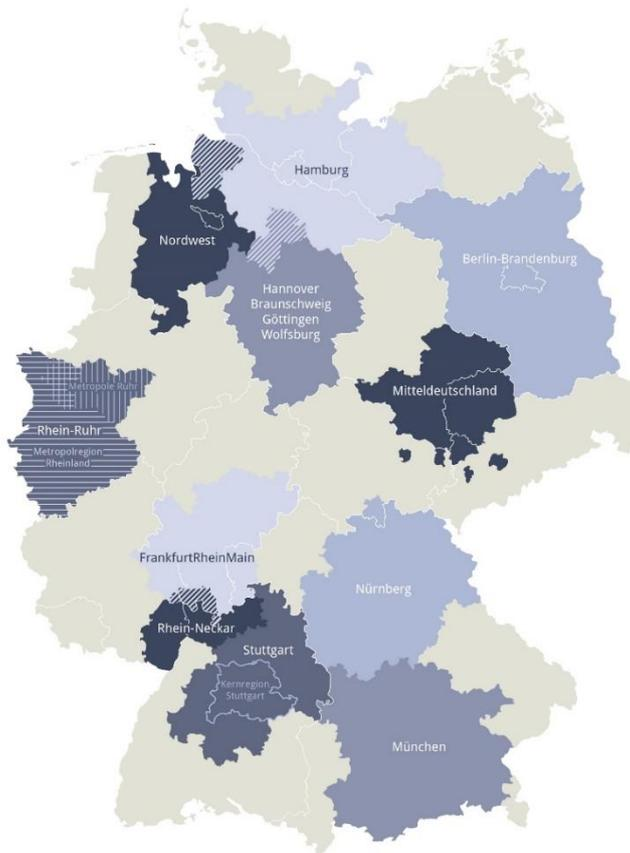 Hamburg
Nordwest
Berlin-Brandenburg
Hannover
Braunschweig
Göttingen
Wolfsburg
Metropole Ruhr
Mitteldeutschland
Rhein-Ruhr
Metropolregion
Rheinland
FrankfurtRheinMain
Nürnberg
Rhein-Neckar
Stuttgart
Kernregion
Stuttgart
München